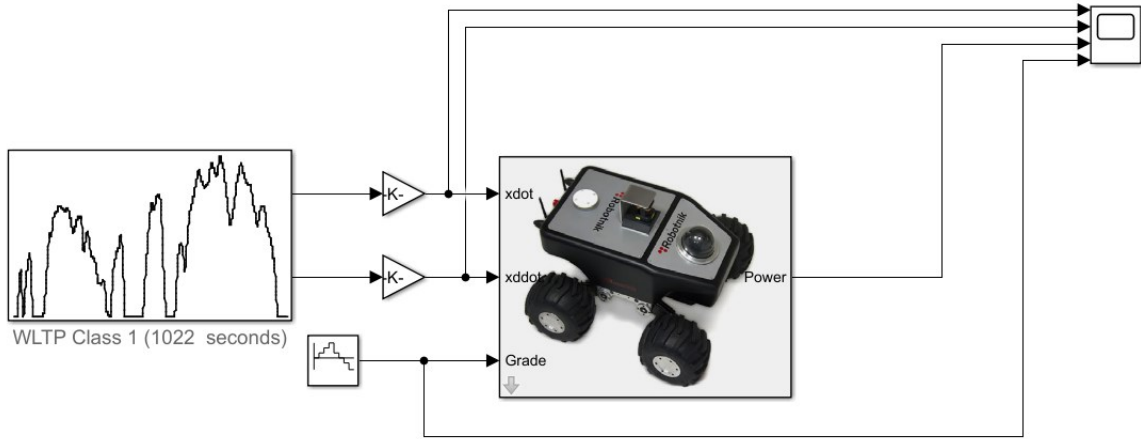 -K-
xdot
Robotnik
Robotnik
-K-
xddot
Power
WLTP Class 1 (1022 seconds)
Grade